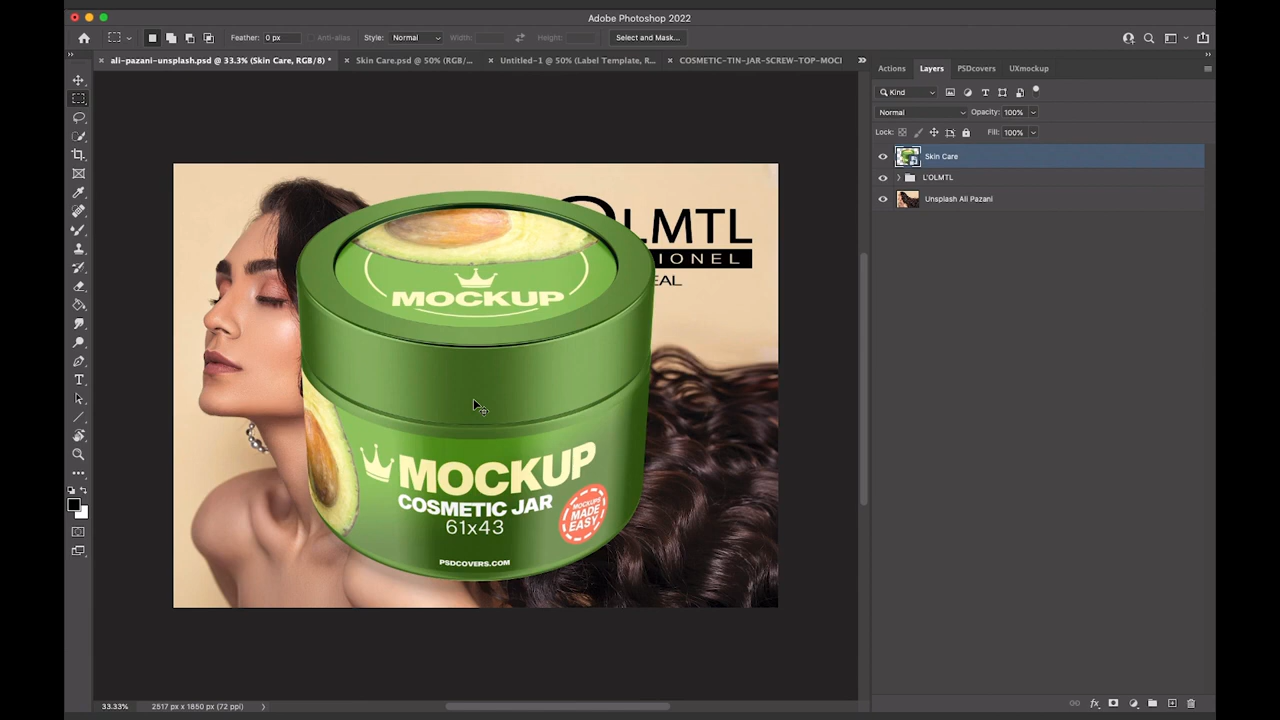 Adobe Photoshop 2022
Feather: 0 px Anti-alias Style: Normal Width: Height: Select and Mask...
ali-pazani-unsplash.psd @ 33.3% (Skin Care, RGB/8) * Skin Care.psd @ 50% (RGB/... Untitled-1 @ 50% (Label Template, R... COSMETIC-TIN-JAR-SCREW-TOP-MOCI
Actions Layers PSDcovers UXmockup
Kind
Normal Opacity: 100%
Lock: Fill: 100%
Skin Care
L'OLMTL
Unsplash Ali Pazani
OLMTL
IONEL
EAL
MOCKUP
MOCKUP
COSMETIC JAR
61x43
MOCKUPS
MADE
EASY
PSDCOVERS.COM
33.33% 2517 px x 1850 px (72 ppi)